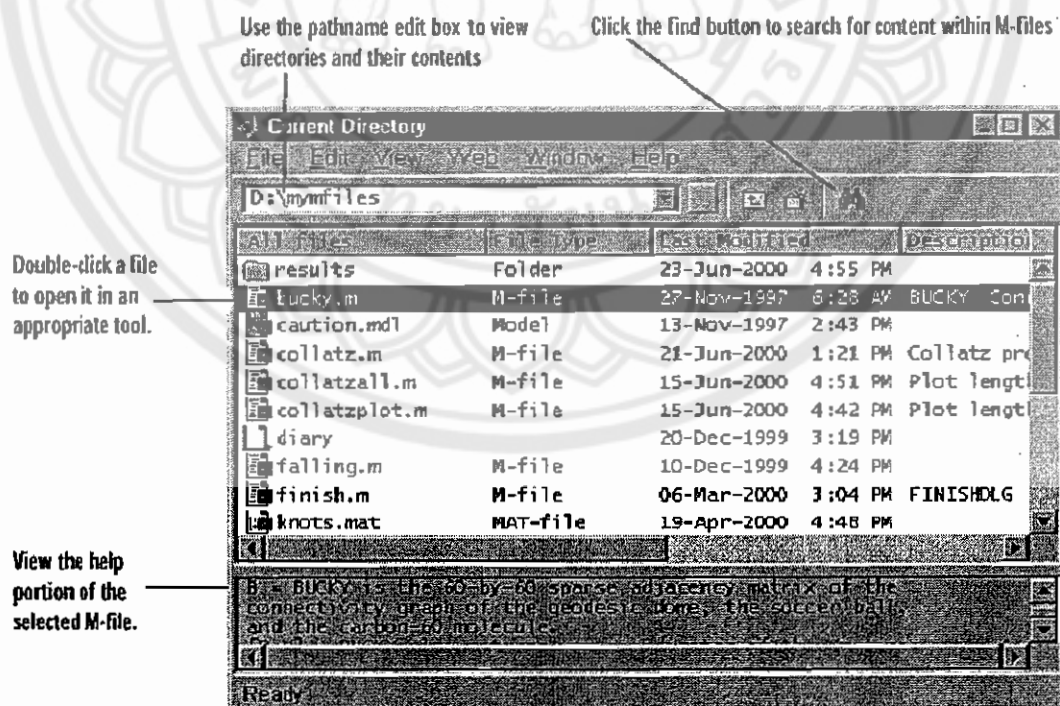 Use the pathname edit box to view
directories and their contents
Click the find button to search for content within M-files
Current Directory
File Edit View Web Window Help
D:\mymfiles
All Files File Type Last Modified Description
results Folder 23-Jun-2000 4:55 PM
bucky.m M-file 27-Nov-1997 6:28 AM BUCKY Con
caution.mdl Model 13-Nov-1997 2:43 PM
collatz.m M-file 21-Jun-2000 1:21 PM Collatz pro
collatzall.m M-file 15-Jun-2000 4:51 PM Plot lengt
collatzplot.m M-file 15-Jun-2000 4:42 PM Plot lengt
diary 20-Dec-1999 3:19 PM
falling.m M-file 10-Dec-1999 4:24 PM
finish.m M-file 06-Mar-2000 3:04 PM FINISHDLG
knots.mat MAT-file 19-Apr-2000 4:48 PM
Double-click a file
to open it in an
appropriate tool.
View the help
portion of the
selected M-file.
B = BUCKY is the 60-by-60 sparse adjacency matrix of the
connectivity graph of the geodesic dome, the soccer ball,
and the carbon-60 molecule.
Ready